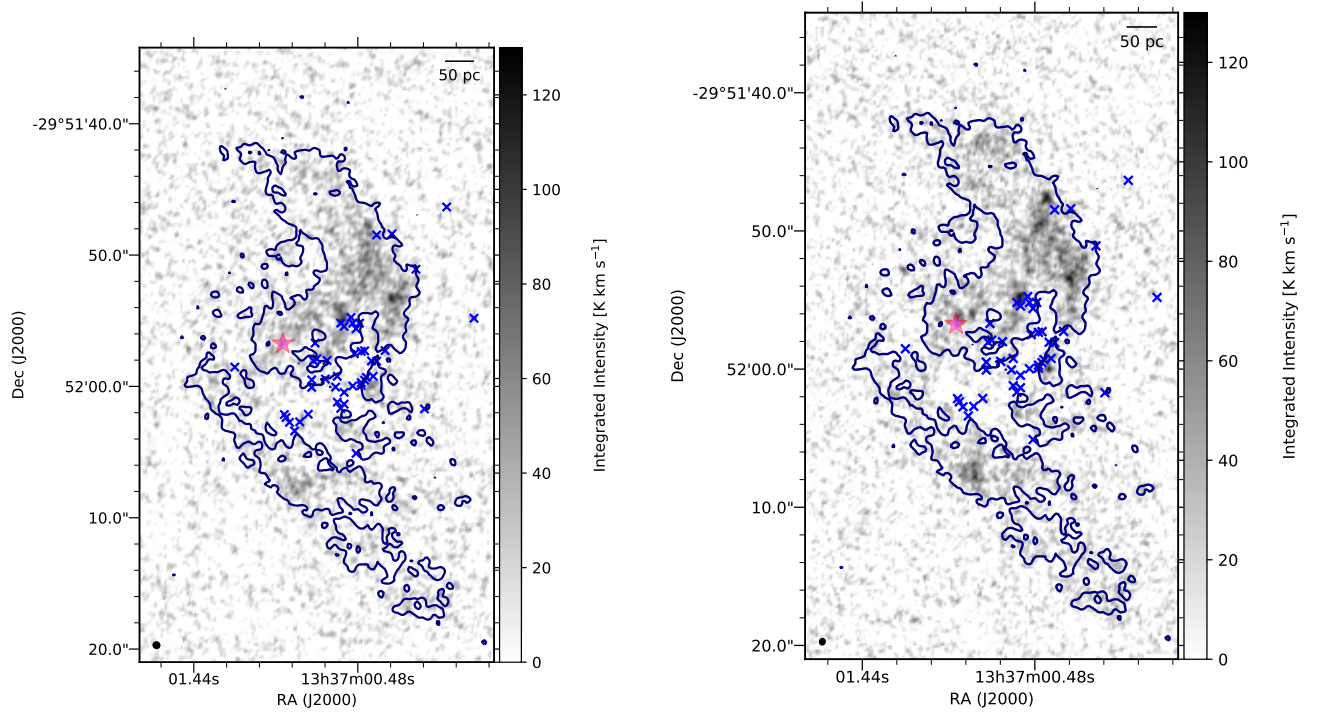 50 pc
-29°51'40.0"
50.0"
52'00.0"
10.0"
20.0"
Dec (J2000)
01.44s
13h37m00.48s
RA (J2000)
120
100
80
60
40
20
0
Integrated Intensity [K km s⁻¹]
50 pc
-29°51'40.0"
50.0"
52'00.0"
10.0"
20.0"
Dec (J2000)
01.44s
13h37m00.48s
RA (J2000)
120
100
80
60
40
20
0
Integrated Intensity [K km s⁻¹]